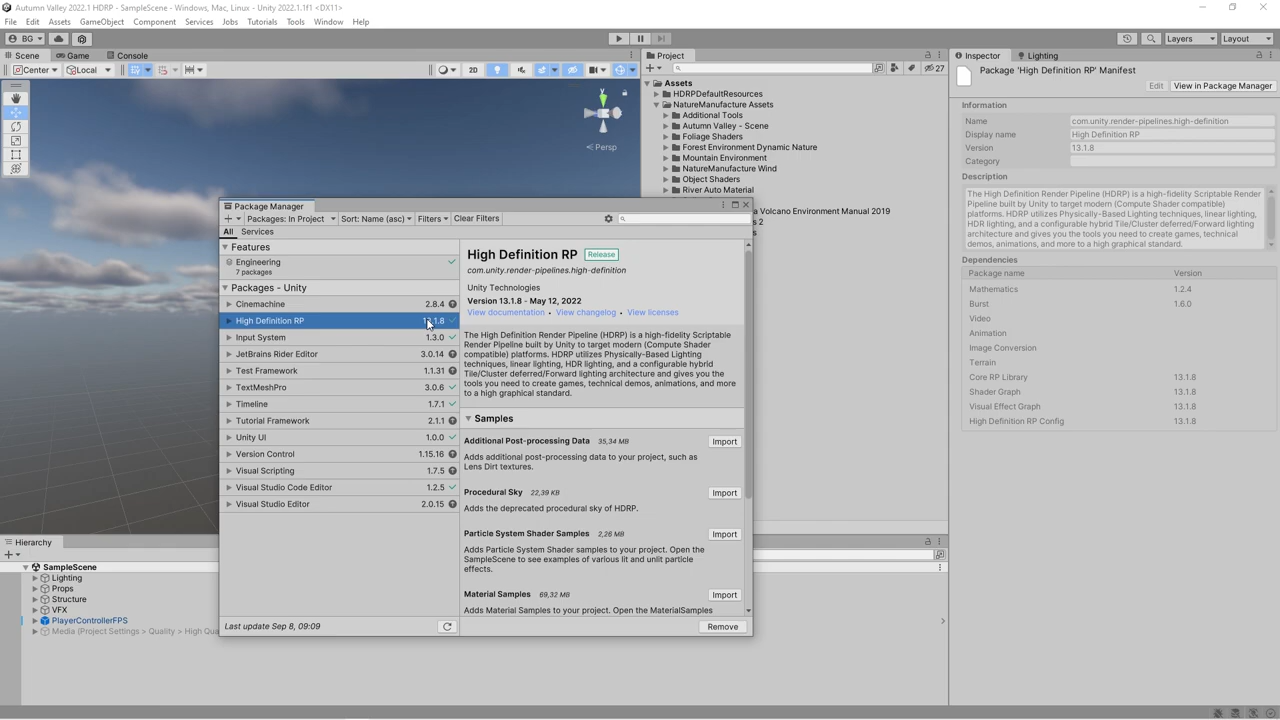 Autumn Valley 2022.1 HDRP - SampleScene - Windows, Mac, Linux - Unity 2022.1.1f1 <DX11>
File Edit Assets GameObject Component Services Jobs Tutorials Tools Window Help
BG
Layers Layout
Scene Game Console
Center Local
2D
Persp
Project
27
Assets
HDRPDefaultResources
NatureManufacture Assets
Additional Tools
Autumn Valley - Scene
Foliage Shaders
Forest Environment Dynamic Nature
Mountain Environment
NatureManufacture Wind
Object Shaders
River Auto Material
a Volcano Environment Manual 2019
s 2
Package Manager
Packages: In Project Sort: Name (asc) Filters Clear Filters
All Services
Features
Engineering
7 packages
Packages - Unity
Cinemachine 2.8.4
High Definition RP 13.1.8
Input System 1.3.0
JetBrains Rider Editor 3.0.14
Test Framework 1.1.31
TextMeshPro 3.0.6
Timeline 1.7.1
Tutorial Framework 2.1.1
Unity UI 1.0.0
Version Control 1.15.16
Visual Scripting 1.7.5
Visual Studio Code Editor 1.2.5
Visual Studio Editor 2.0.15
Last update Sep 8, 09:09
High Definition RP Release
com.unity.render-pipelines.high-definition
Unity Technologies
Version 13.1.8 - May 12, 2022
View documentation • View changelog • View licenses
The High Definition Render Pipeline (HDRP) is a high-fidelity Scriptable
Render Pipeline built by Unity to target modern (Compute Shader
compatible) platforms. HDRP utilizes Physically-Based Lighting
techniques, linear lighting, HDR lighting, and a configurable hybrid
Tile/Cluster deferred/Forward lighting architecture and gives you the
tools you need to create games, technical demos, animations, and more
to a high graphical standard.
Samples
Additional Post-processing Data 35,34 MB Import
Adds additional post-processing data to your project, such as
Lens Dirt textures.
Procedural Sky 22,39 KB Import
Adds the deprecated procedural sky of HDRP.
Particle System Shader Samples 2,26 MB Import
Adds Particle System Shader samples to your project. Open the
SampleScene to see examples of various lit and unlit particle
effects.
Material Samples 69,32 MB Import
Adds Material Samples to your project. Open the MaterialSamples
Remove
Hierarchy
SampleScene
Lighting
Props
Structure
VFX
PlayerControllerFPS
Media (Project Settings > Quality > High Qua
Inspector Lighting
Package 'High Definition RP' Manifest
Edit View in Package Manager
Information
Name com.unity.render-pipelines.high-definition
Display name High Definition RP
Version 13.1.8
Category
Description
The High Definition Render Pipeline (HDRP) is a high-fidelity Scriptable Render
Pipeline built by Unity to target modern (Compute Shader compatible)
platforms. HDRP utilizes Physically-Based Lighting techniques, linear lighting,
HDR lighting, and a configurable hybrid Tile/Cluster deferred/Forward lighting
architecture and gives you the tools you need to create games, technical
demos, animations, and more to a high graphical standard.
Dependencies
Package name Version
Mathematics 1.2.4
Burst 1.6.0
Video
Animation
Image Conversion
Terrain
Core RP Library 13.1.8
Shader Graph 13.1.8
Visual Effect Graph 13.1.8
High Definition RP Config 13.1.8